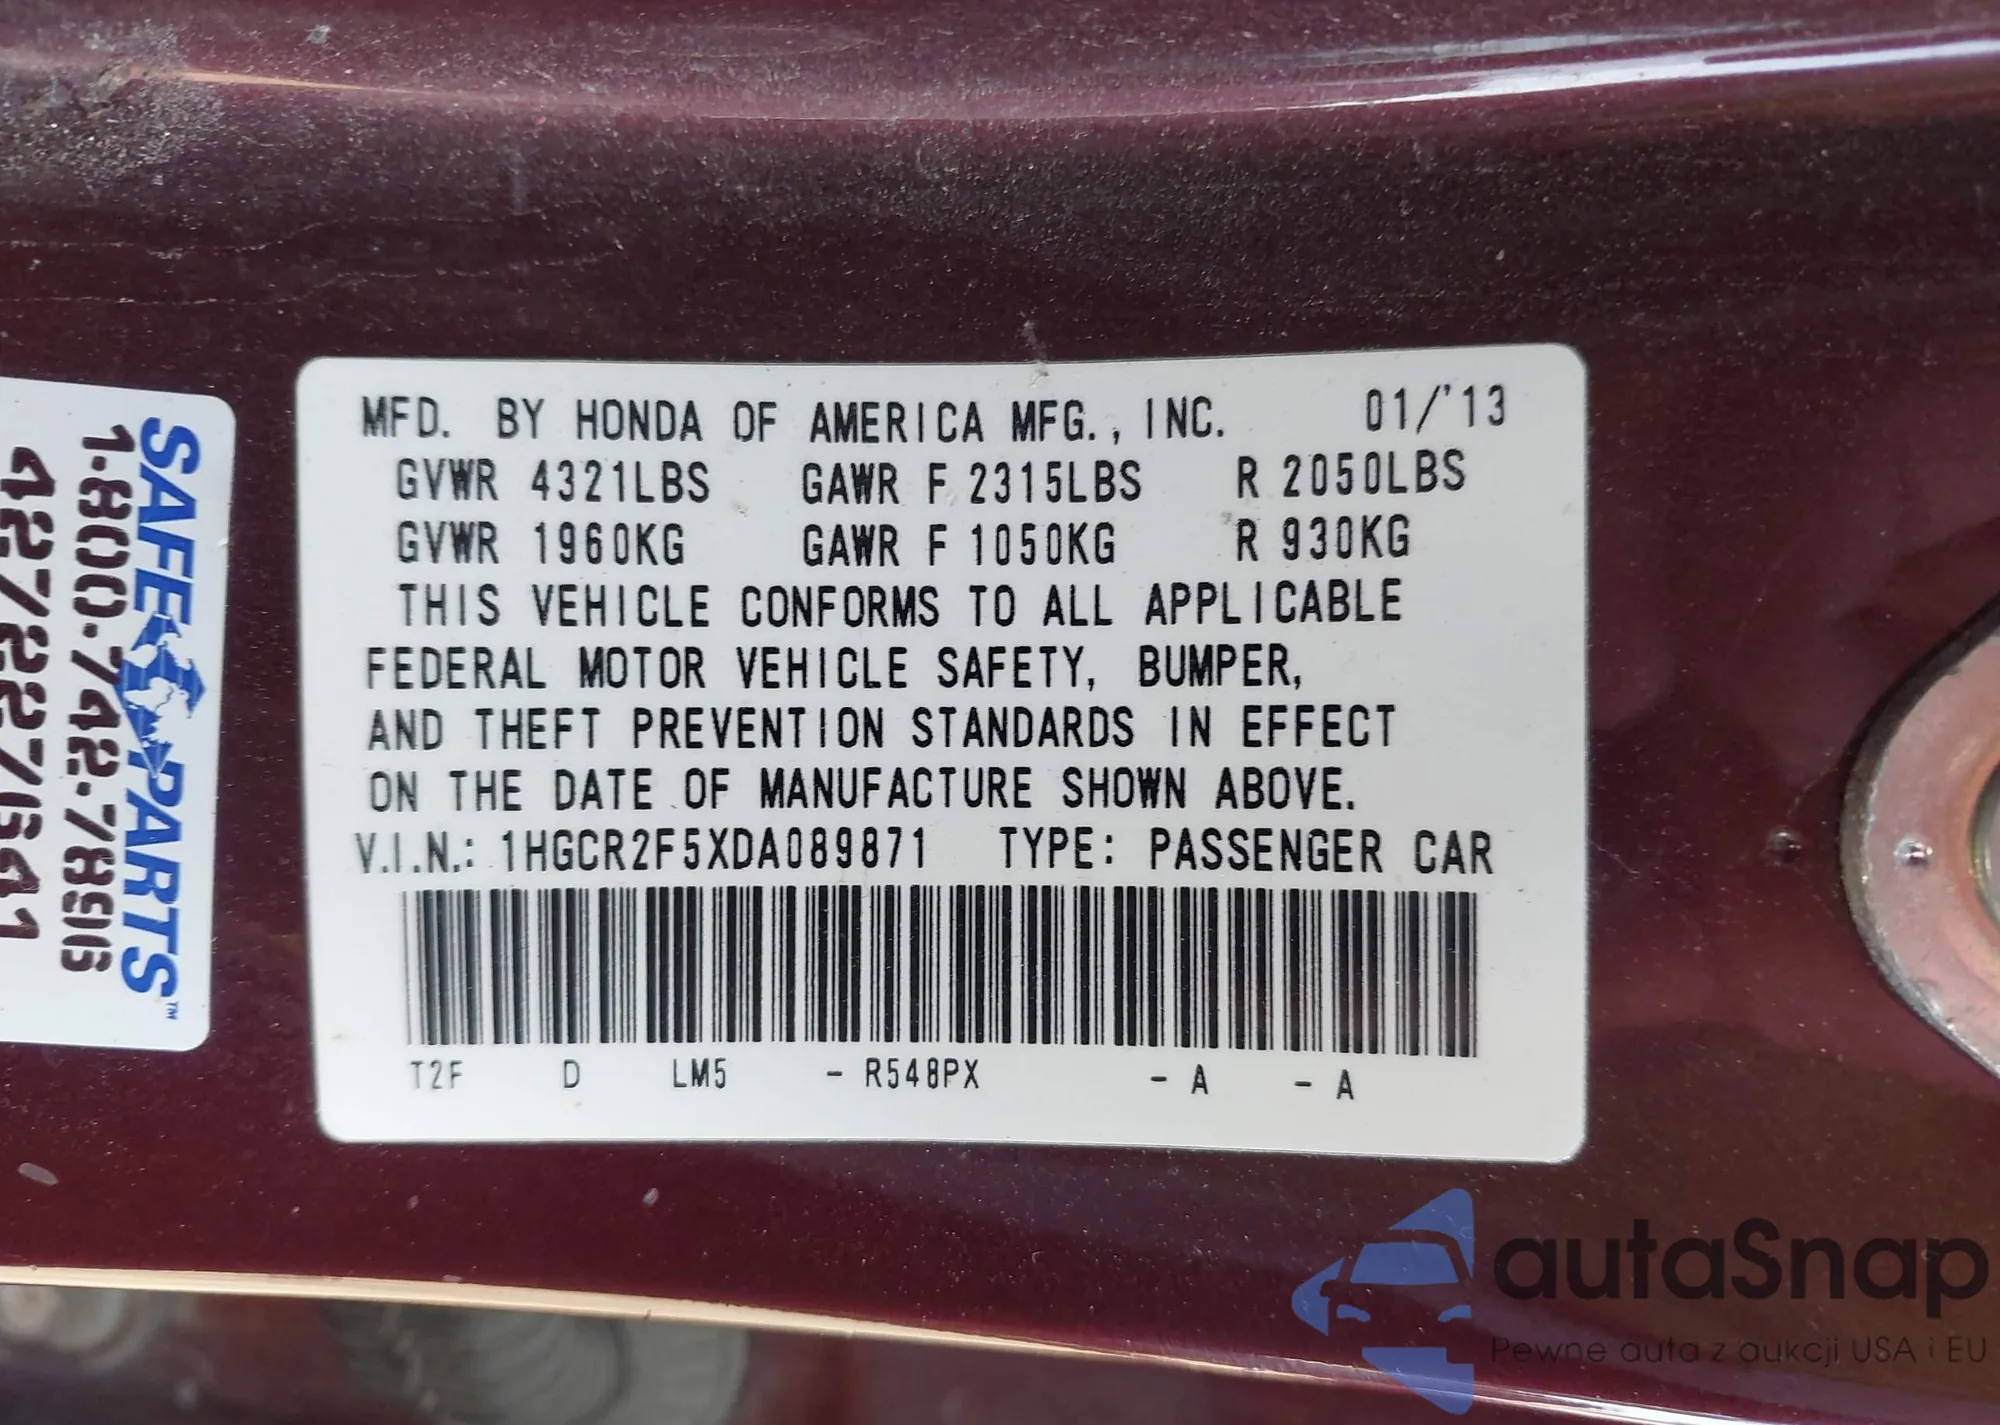 MFD. BY HONDA OF AMERICA MFG., INC. 01/'13
GVWR 4321LBS GAWR F 2315LBS R 2050LBS
GVWR 1960KG GAWR F 1050KG R 930KG
THIS VEHICLE CONFORMS TO ALL APPLICABLE
FEDERAL MOTOR VEHICLE SAFETY, BUMPER,
AND THEFT PREVENTION STANDARDS IN EFFECT
ON THE DATE OF MANUFACTURE SHOWN ABOVE.
V.I.N.: 1HGCR2F5XDA089871 TYPE: PASSENGER CAR
T2F D LM5 - R548PX - A - A
SAFE PARTS™
1-800-742-7896
autaSnap
Pewne auta z aukcji USA i EU